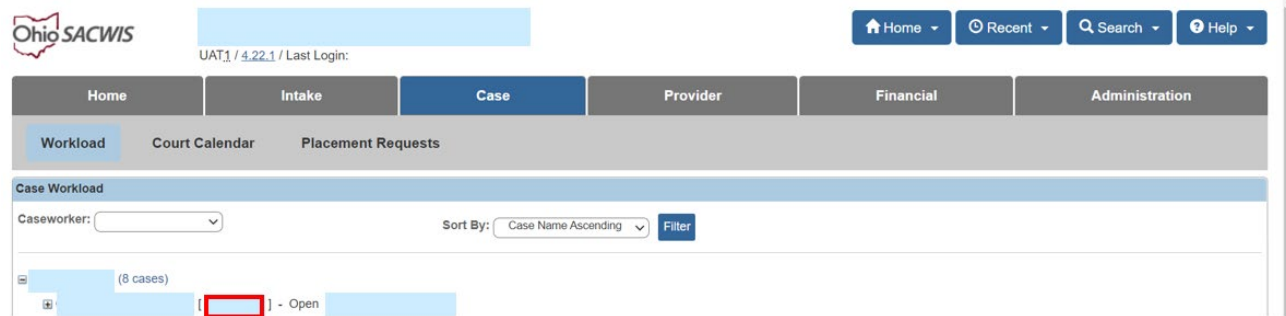 Ohio SACWIS
Home Recent Search Help
UAT1 / 4.22.1 / Last Login:
Home Intake Case Provider Financial Administration
Workload Court Calendar Placement Requests
Case Workload
Caseworker: Sort By: Case Name Ascending Filter
(8 cases)
[ ] - Open